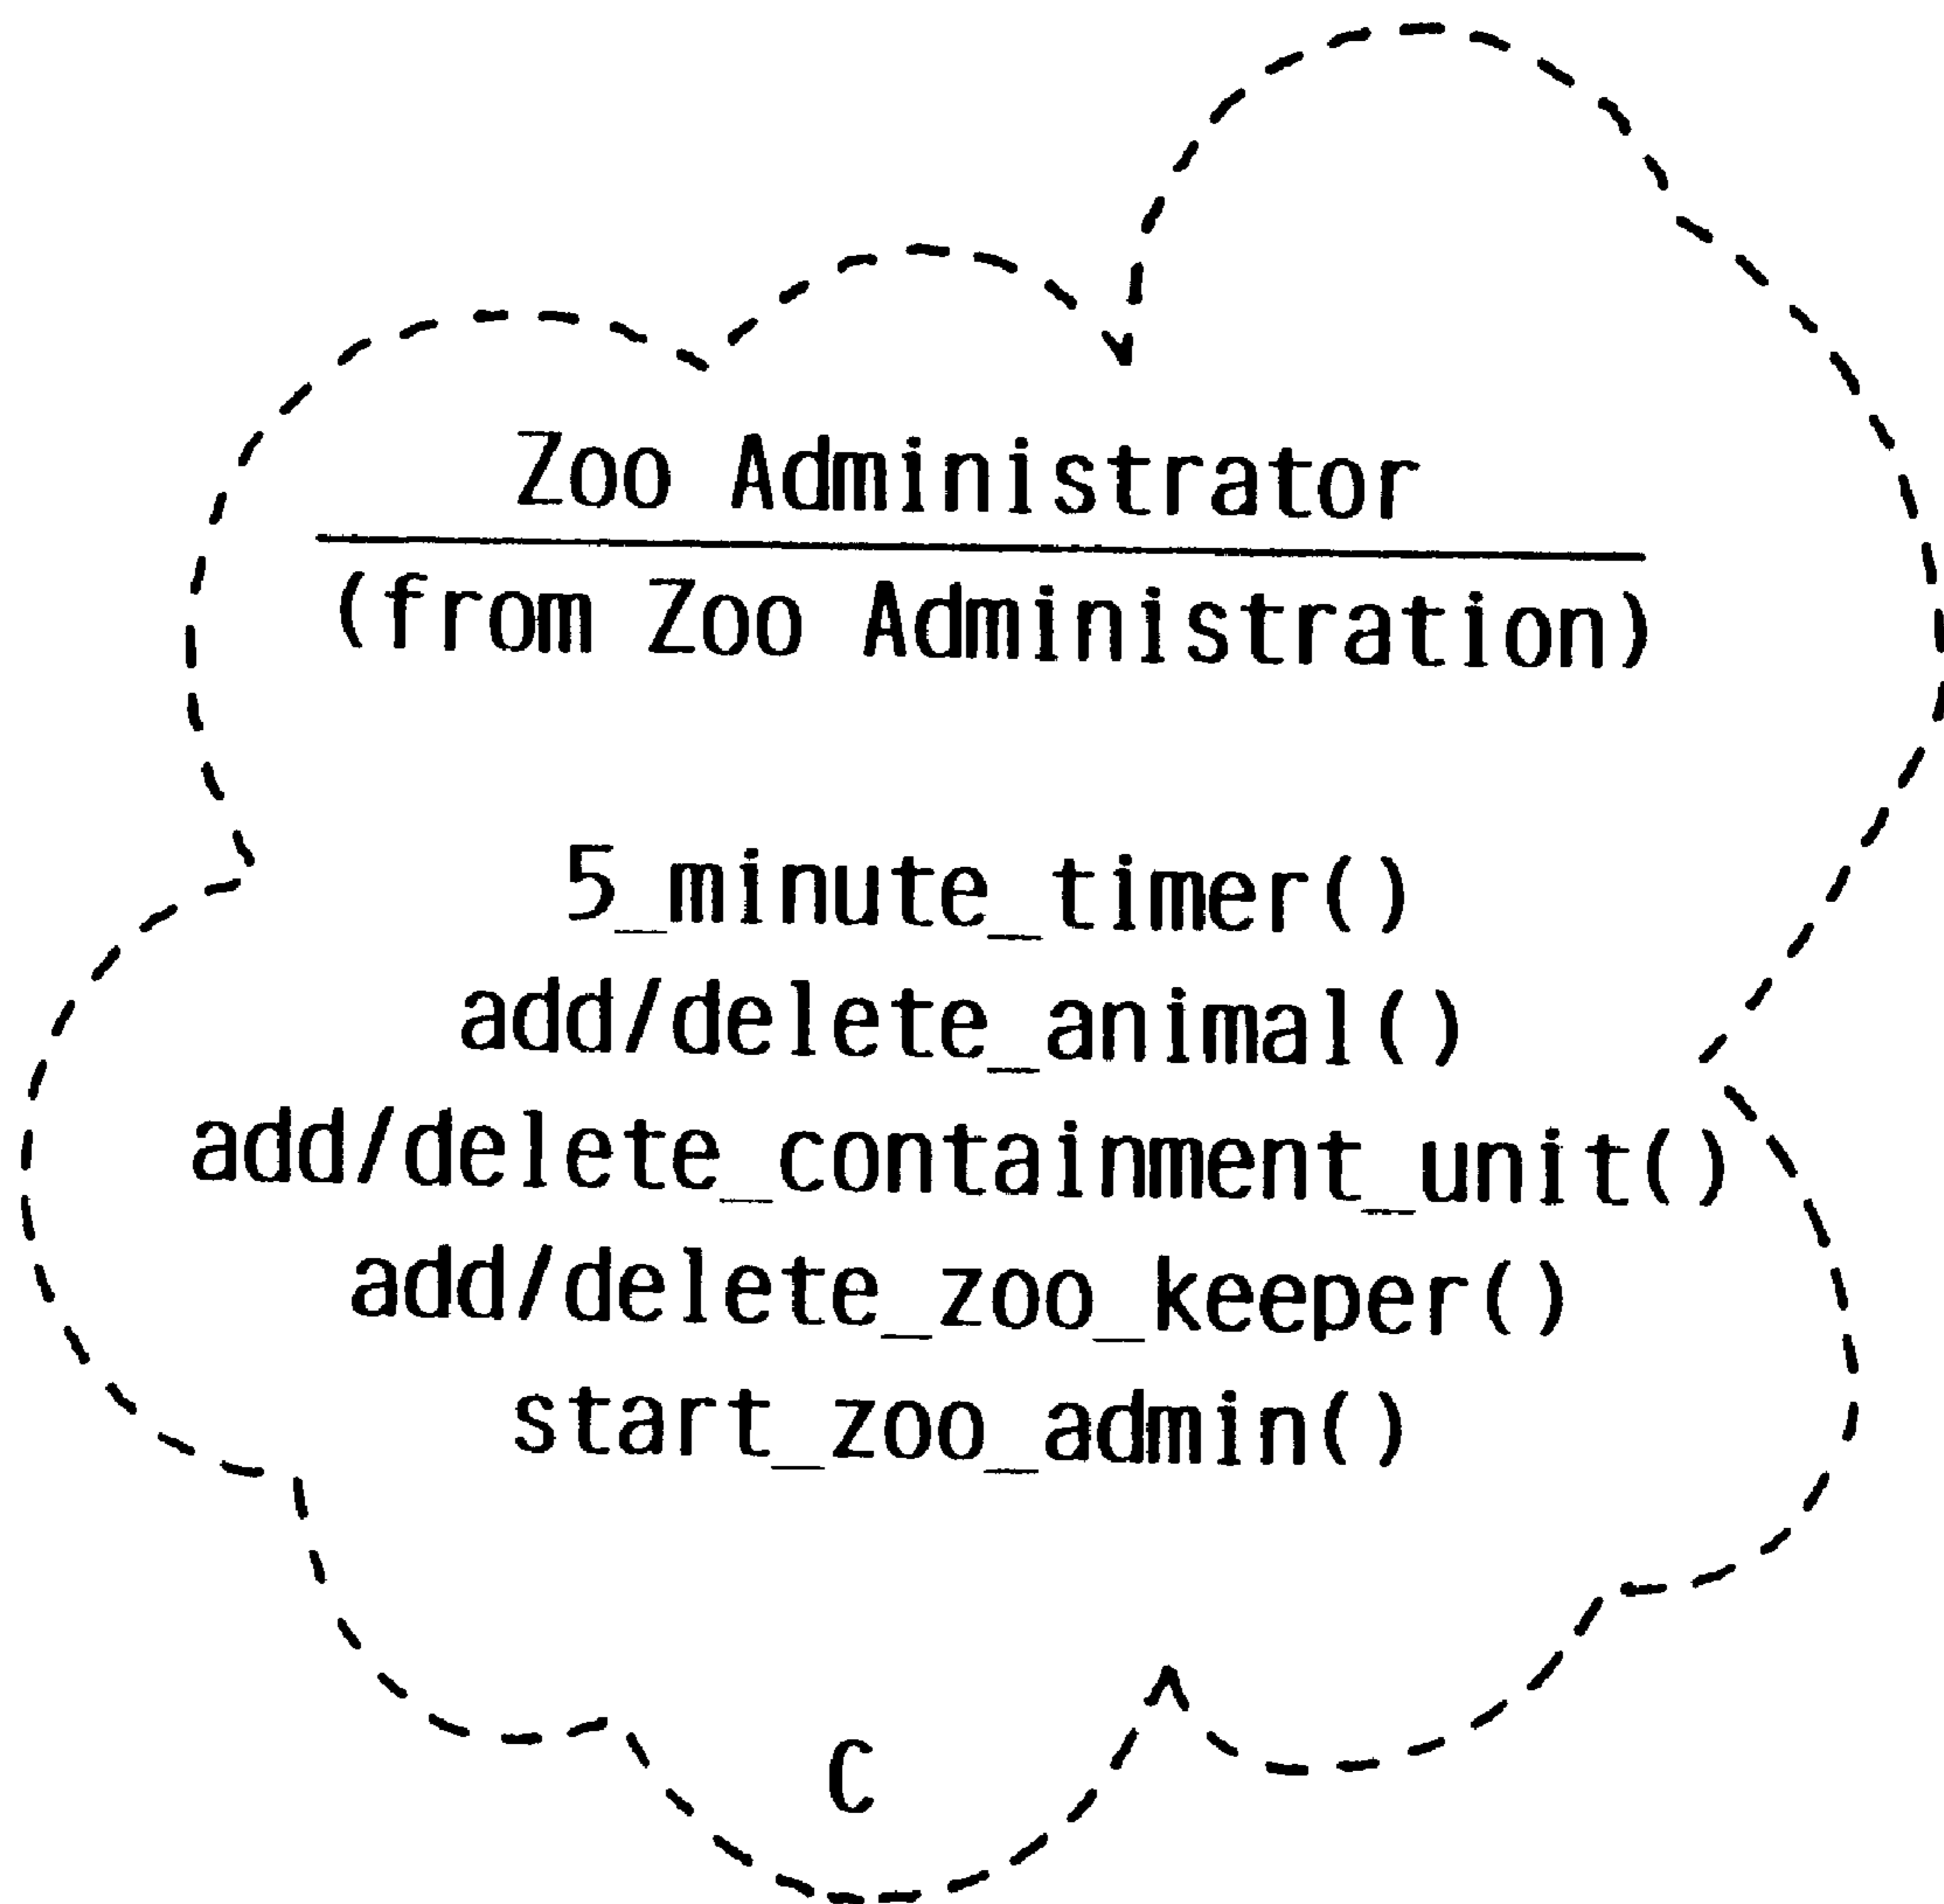 Zoo Administrator
(from Zoo Administration)
5_minute_timer()
add/delete_animal()
add/delete_containment_unit()
add/delete_zoo_keeper()
start_zoo_admin()
C